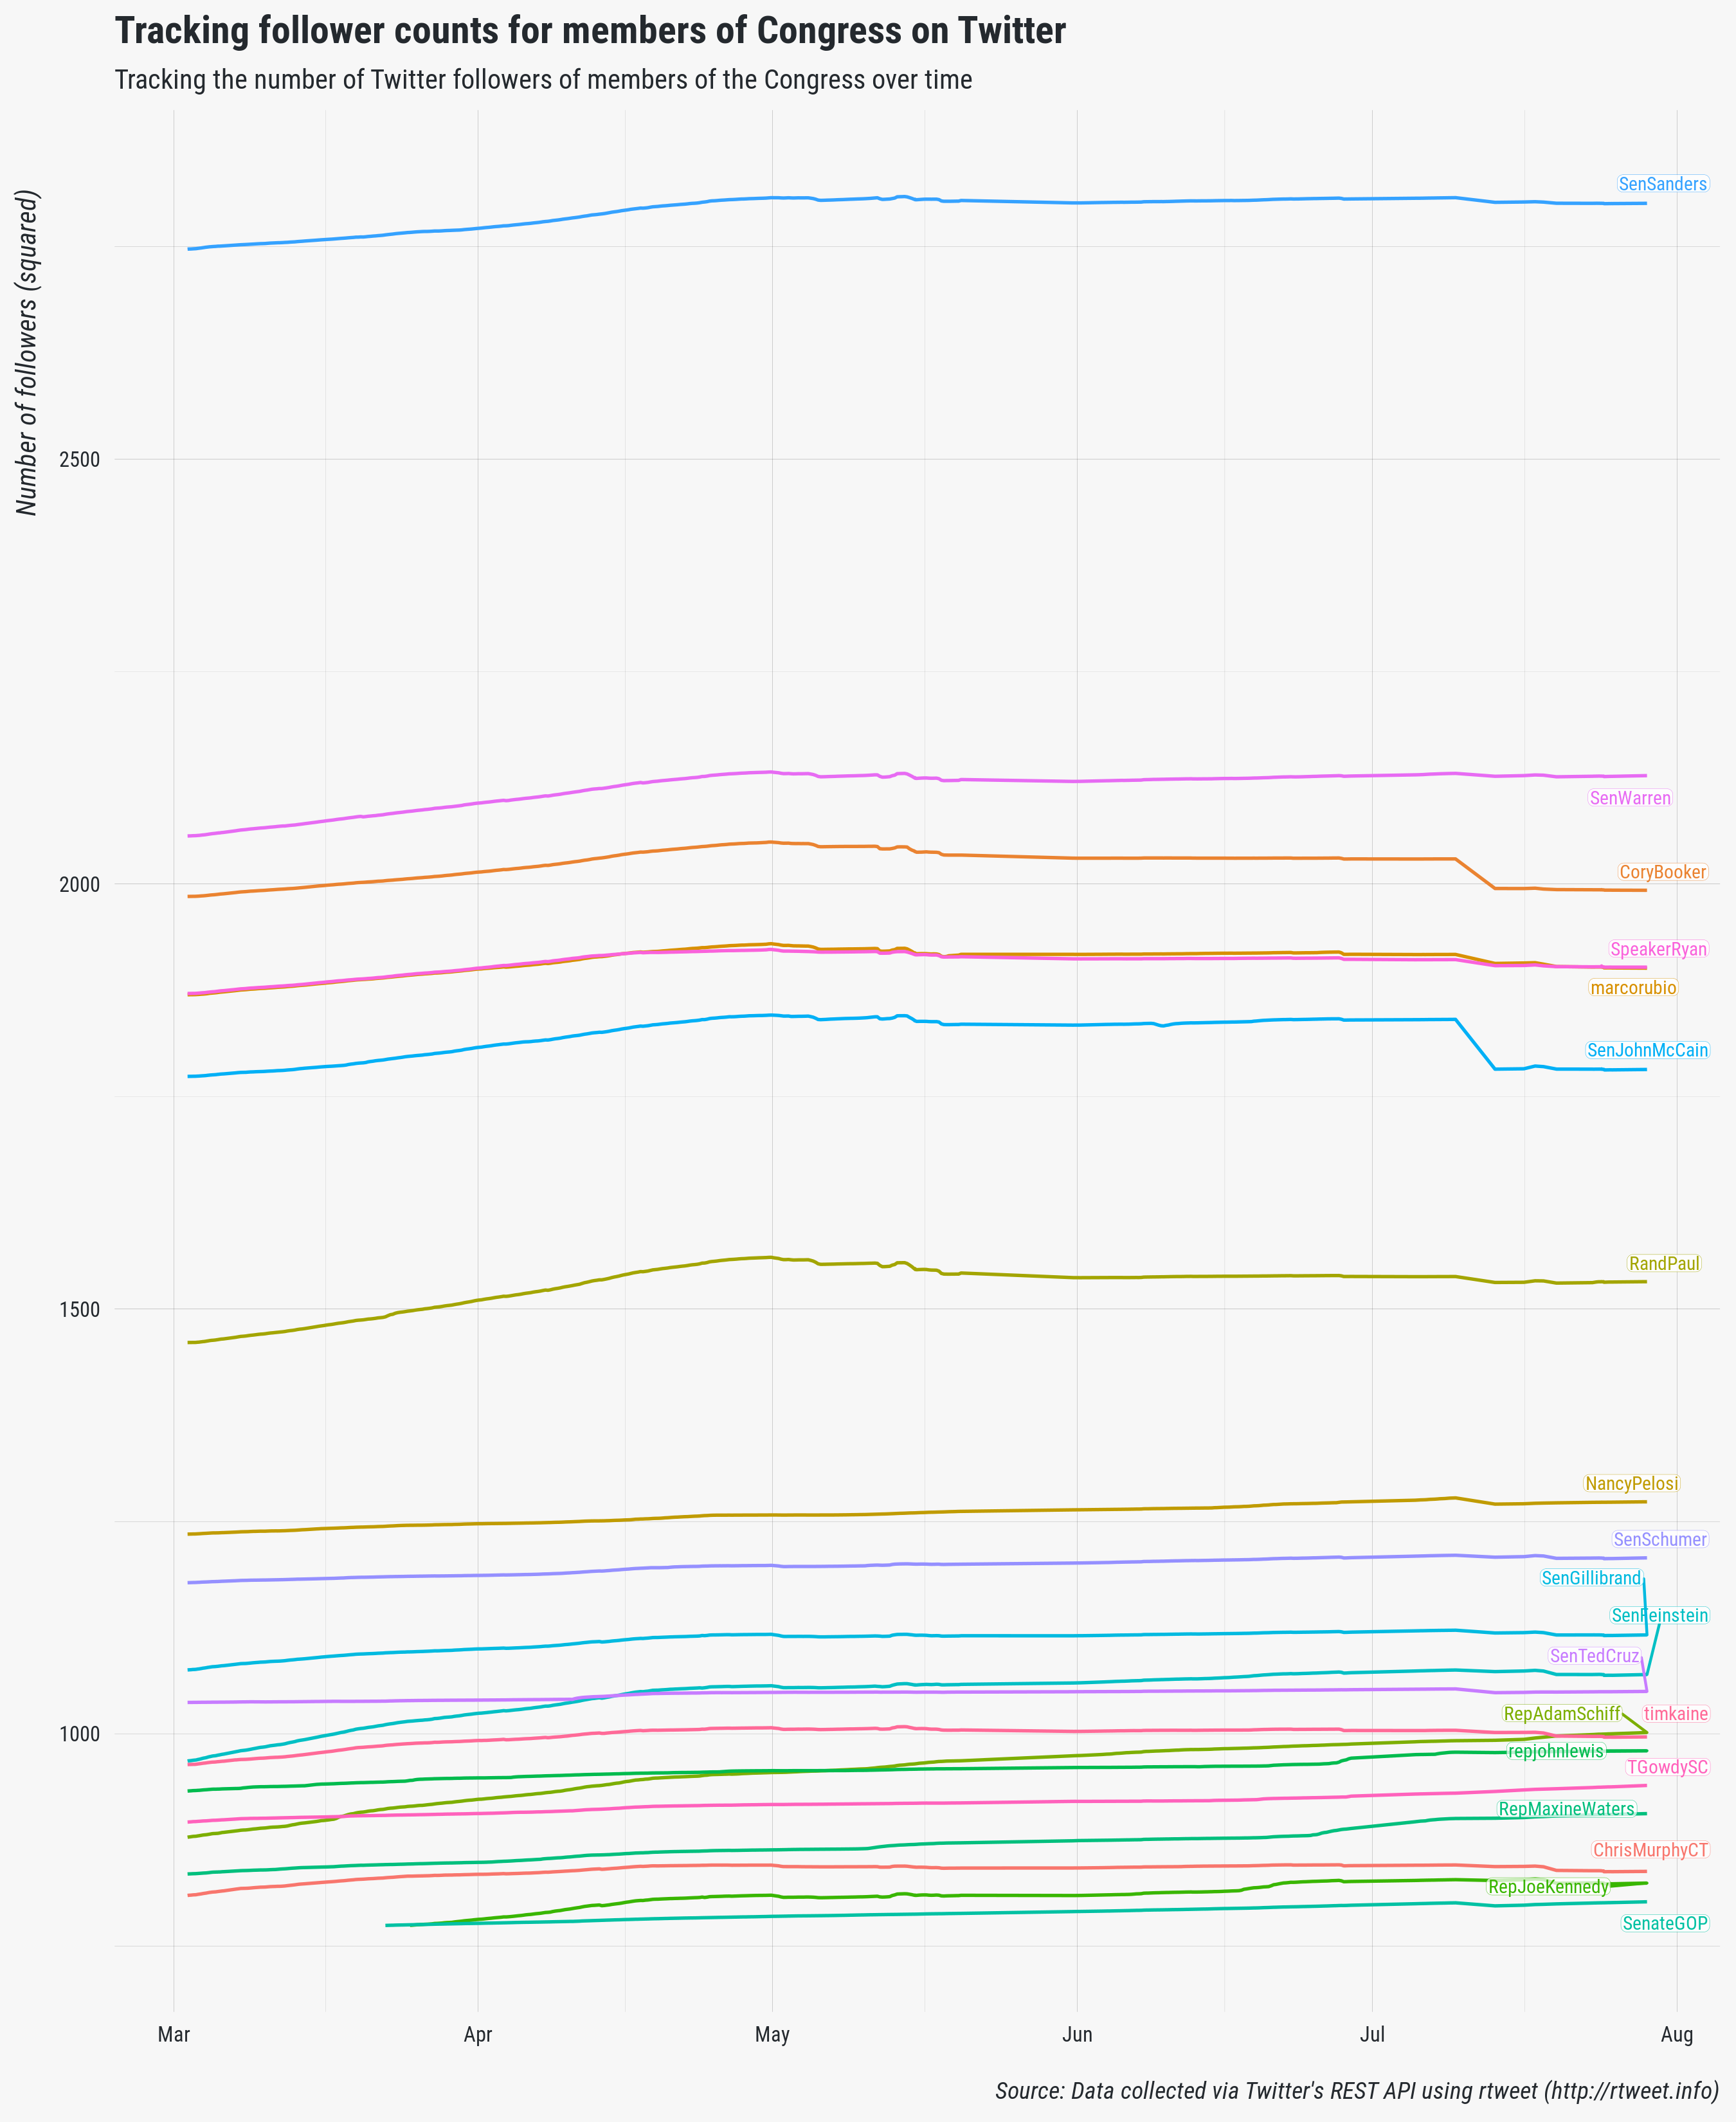 Tracking follower counts for members of Congress on Twitter
Tracking the number of Twitter followers of members of the Congress over time
Number of followers (squared)
SenSanders
2500
SenWarren
CoryBooker
2000
SpeakerRyan
marcorubio
SenJohnMcCain
RandPaul
1500
NancyPelosi
SenSchumer
SenGillibrand
SenFeinstein
SenTedCruz
RepAdamSchiff
timkaine
1000
repjohnlewis
TGowdySC
RepMaxineWaters
ChrisMurphyCT
RepJoeKennedy
SenateGOP
Mar Apr May Jun Jul Aug
Source: Data collected via Twitter's REST API using rtweet (http://rtweet.info)